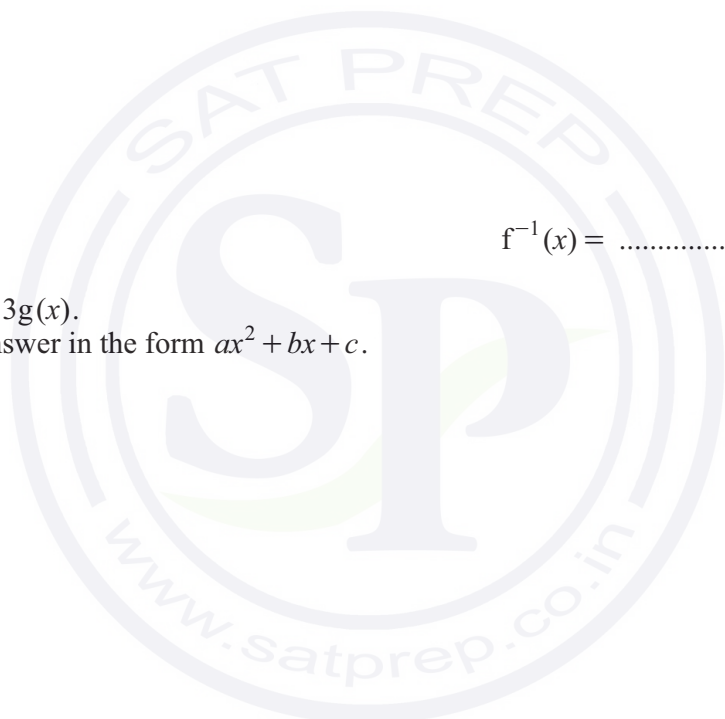 SAT PREP
f⁻¹(x) = ..............
3g(x).
swer in the form ax² + bx + c.
SP
www.satprep.co.in